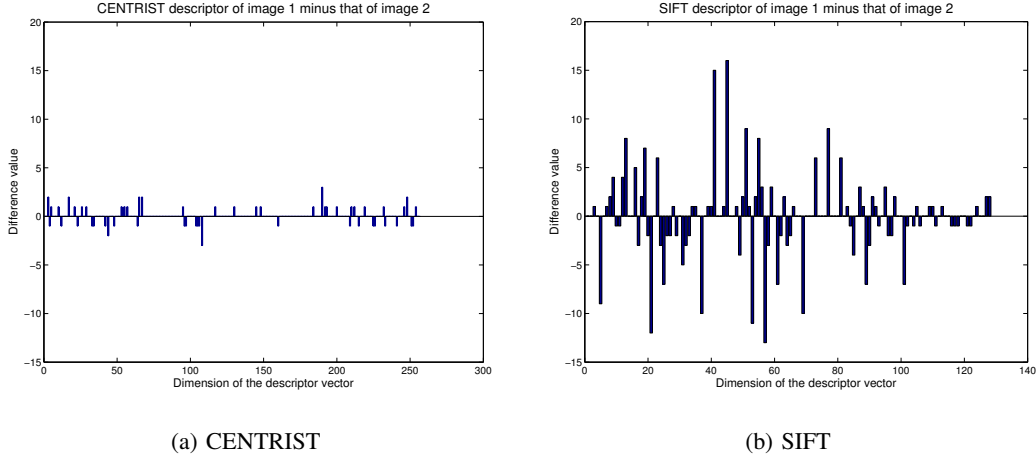 CENTRIST descriptor of image 1 minus that of image 2
20
15
10
5
0
−5
−10
−15
Difference value
0 50 100 150 200 250 300
Dimension of the descriptor vector
(a) CENTRIST
SIFT descriptor of image 1 minus that of image 2
20
15
10
5
0
−5
−10
−15
Difference value
0 20 40 60 80 100 120 140
Dimension of the descriptor vector
(b) SIFT